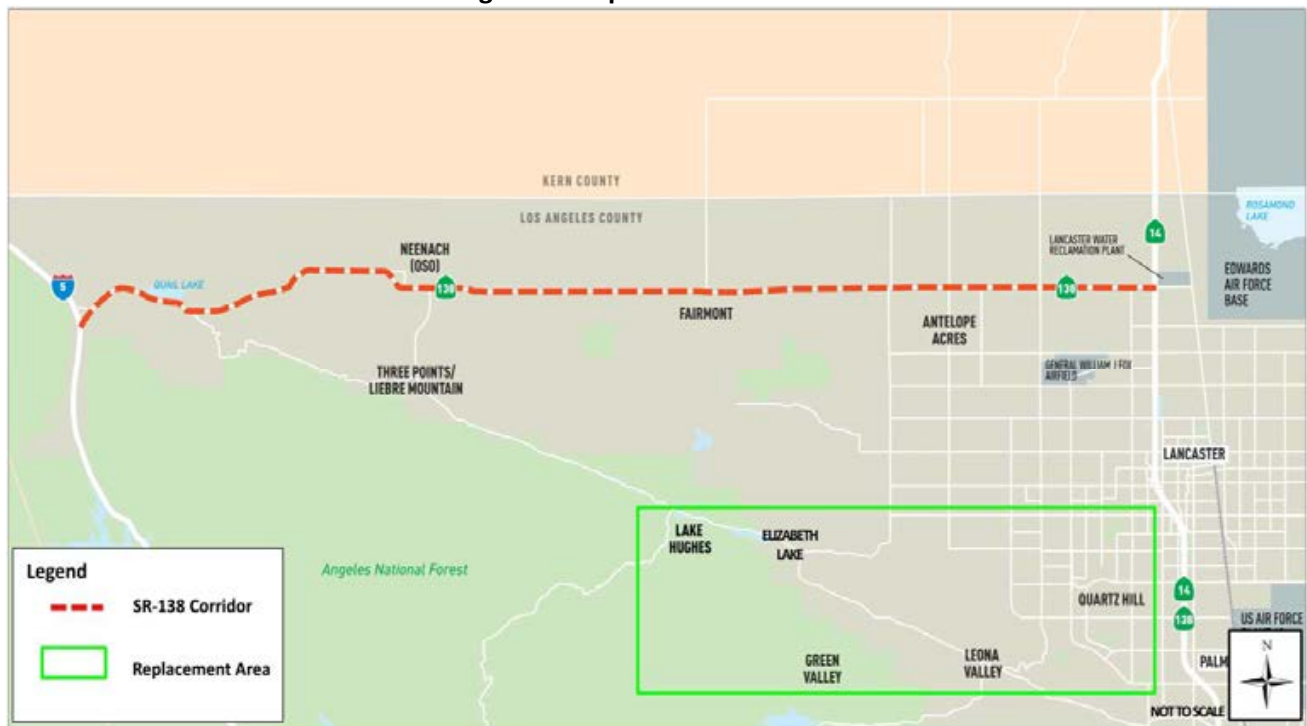 KERN COUNTY
LOS ANGELES COUNTY
ROSAMOND
LAKE
14
NEENACH
(OSO)
LANCASTER WATER
RECLAMATION PLANT
EDWARDS
AIR FORCE
BASE
5
QUAIL LAKE
138
138
FAIRMONT
ANTELOPE
ACRES
THREE POINTS/
LIEBRE MOUNTAIN
GENERAL WILLIAM J FOX
AIRFIELD
LANCASTER
LAKE
HUGHES
ELIZABETH
LAKE
Angeles National Forest
QUARTZ HILL
14
138
US AIR FORCE
GREEN
VALLEY
LEONA
VALLEY
PALM
N
NOT TO SCALE
Legend
SR-138 Corridor
Replacement Area